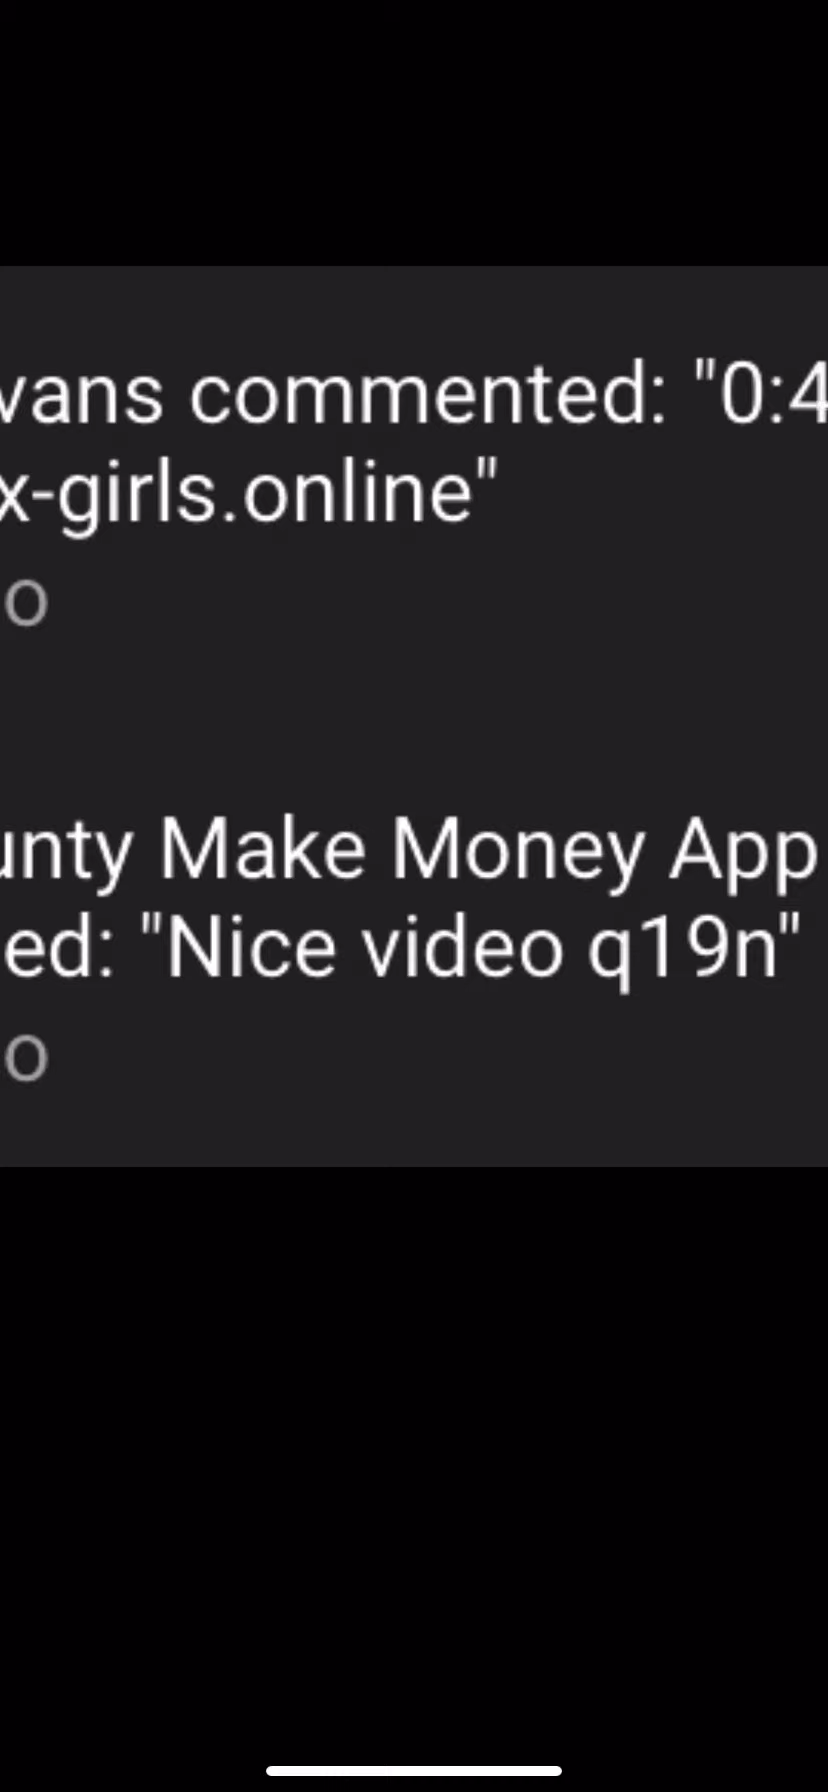 vans commented: "0:4
x-girls.online"
o
unty Make Money App
ed: "Nice video q19n"
o